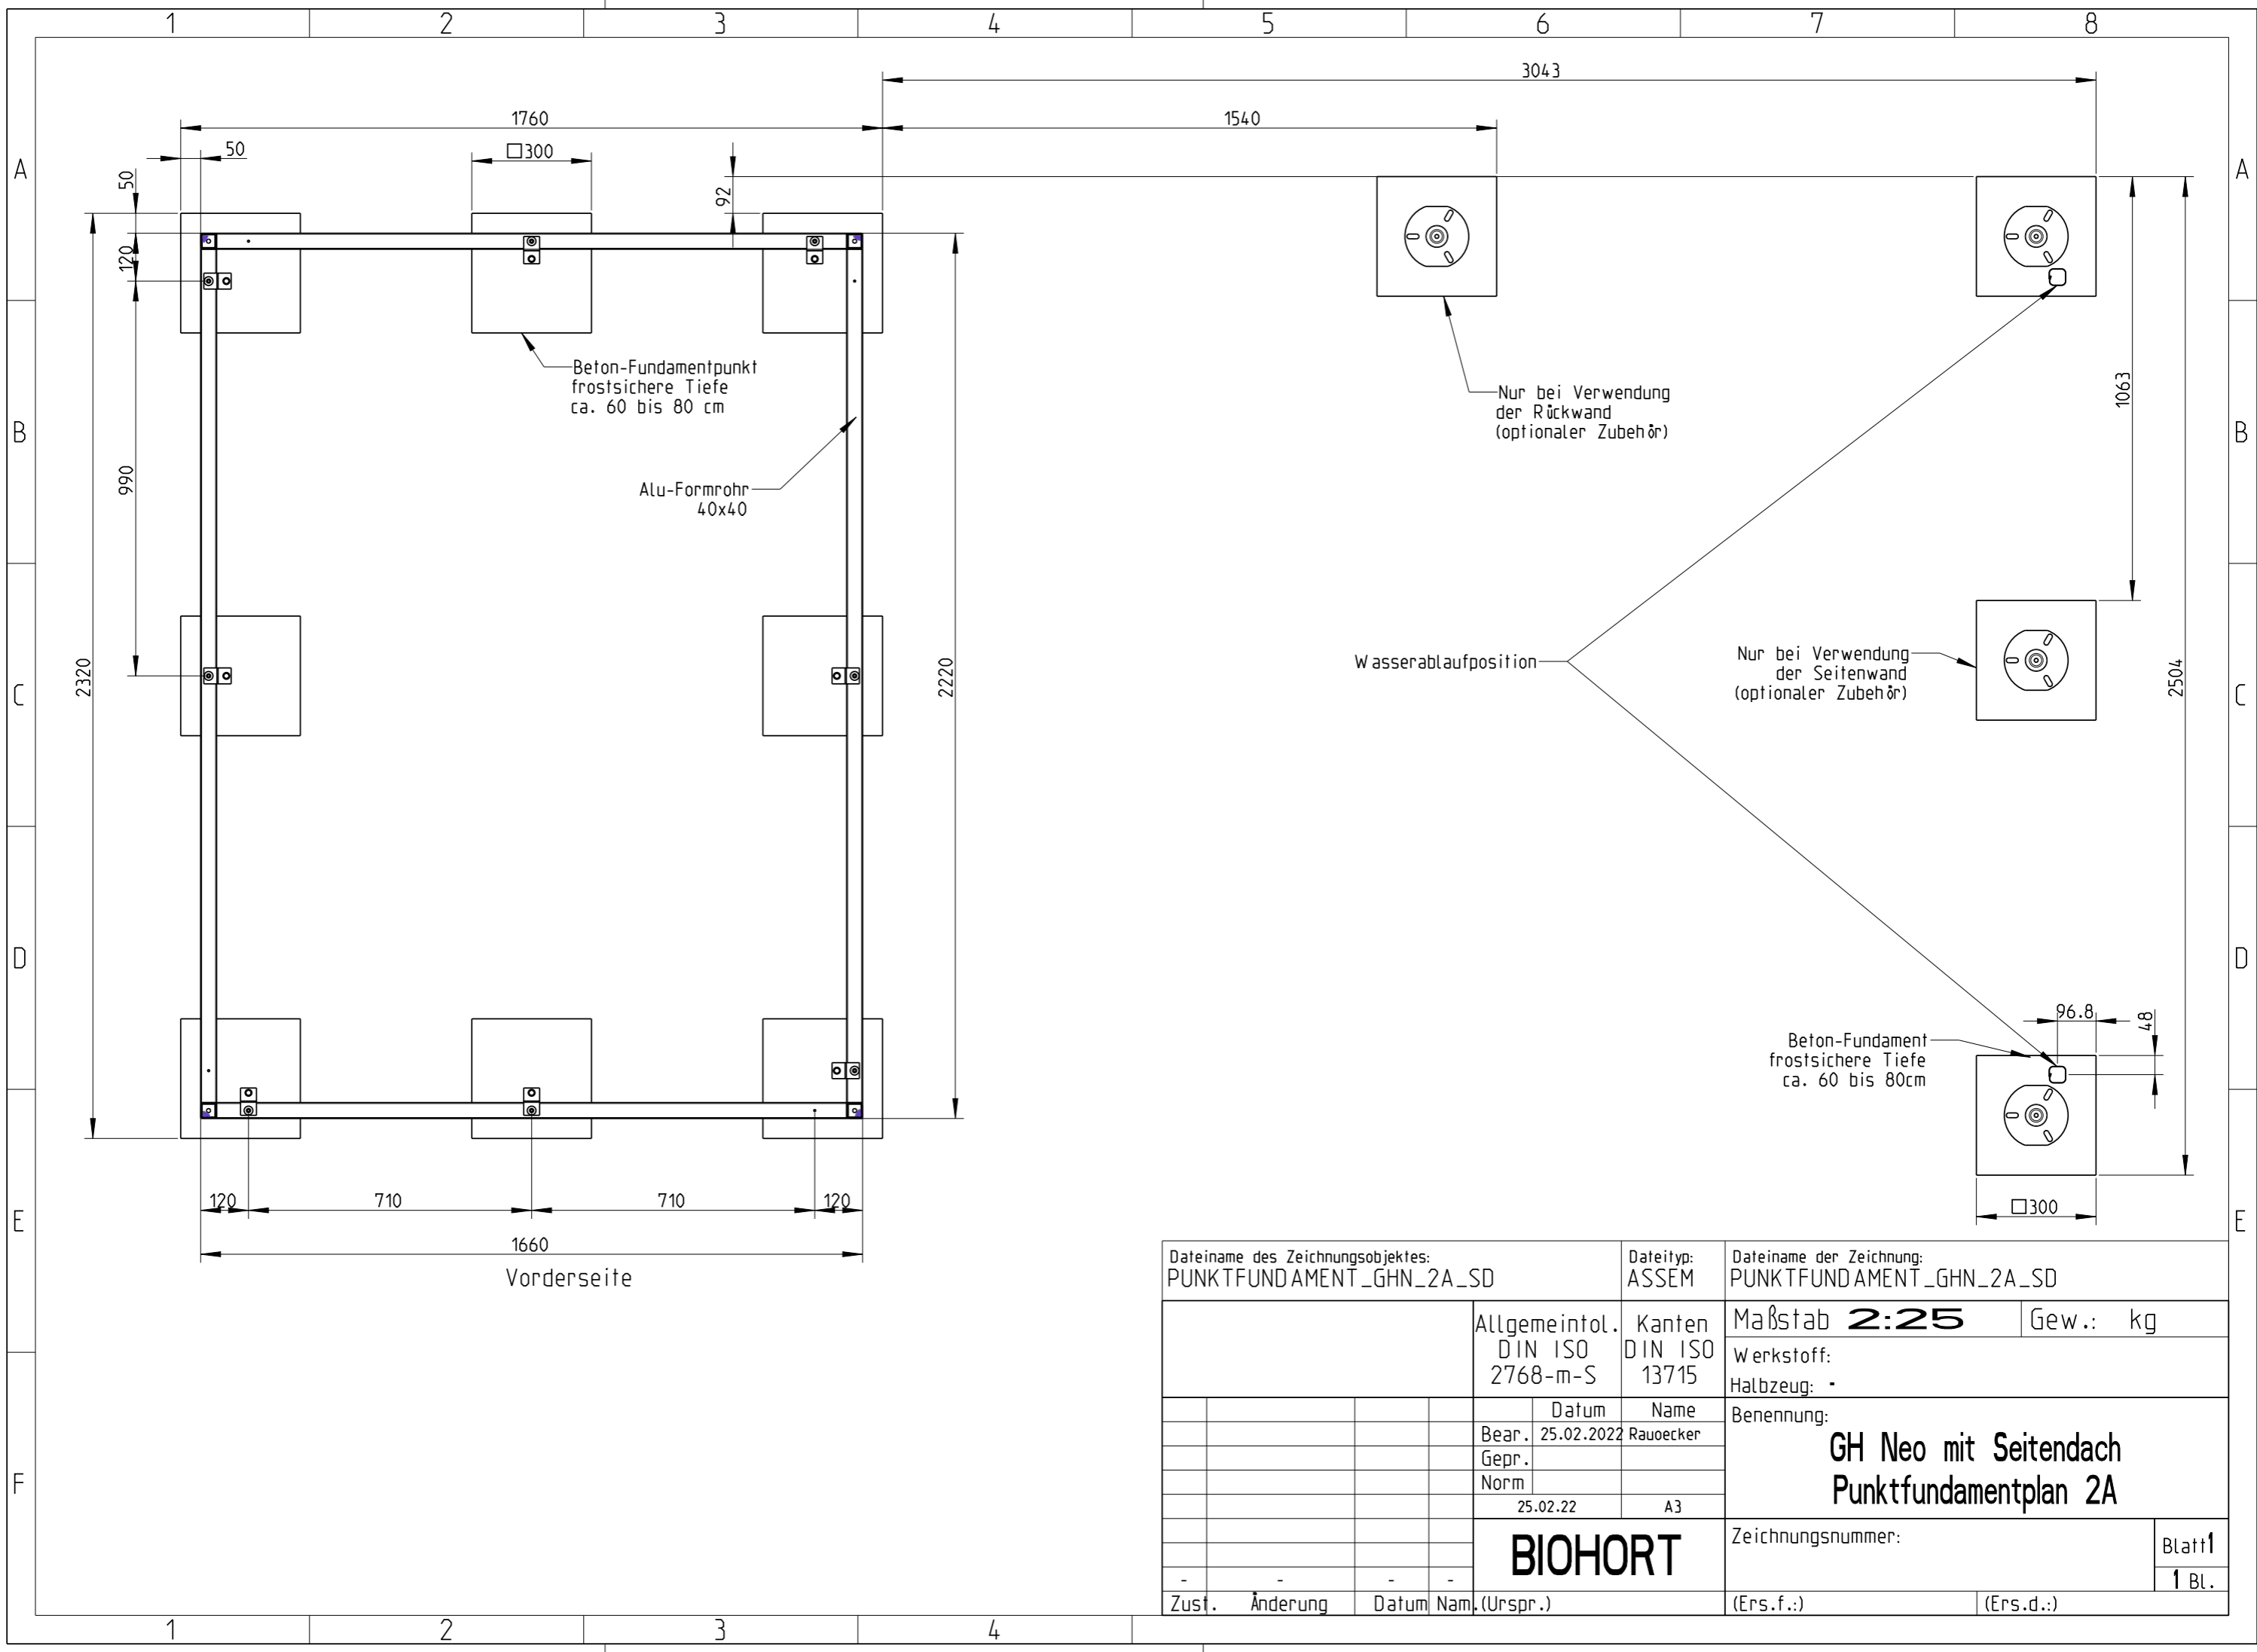 1 2 3 4 5 6 7 8
3043
1760
1540
50
□300
A
A
50
92
120
Beton-Fundamentpunkt
frostsichere Tiefe
ca. 60 bis 80 cm
Nur bei Verwendung
der Rückwand
(optionaler Zubehör)
1063
B
B
990
Alu-Formrohr
40x40
2320
2220
Wasserablaufposition
Nur bei Verwendung
der Seitenwand
(optionaler Zubehör)
2504
C
C
D
D
96.8
48
Beton-Fundament
frostsichere Tiefe
ca. 60 bis 80cm
120
710
710
120
□300
E
E
1660
Vorderseite
Dateiname des Zeichnungsobjektes:
PUNKTFUNDAMENT_GHN_2A_SD
Dateityp:
ASSEM
Dateiname der Zeichnung:
PUNKTFUNDAMENT_GHN_2A_SD
Allgemeintol.
DIN ISO
2768-m-S
Kanten
DIN ISO
13715
Maßstab 2:25
Gew.: kg
Werkstoff:
Halbzeug: -
Datum Name
Bear. 25.02.2022 Rauoecker
Gepr.
Norm
25.02.22 A3
Benennung:
GH Neo mit Seitendach
Punktfundamentplan 2A
F
BIOHORT
Zeichnungsnummer:
Blatt1
1 Bl.
- - - -
Zust. Änderung Datum Nam. (Urspr.) (Ers.f.:) (Ers.d.:)
1 2 3 4